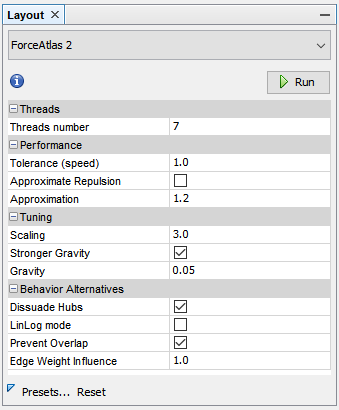 Layout
ForceAtlas 2
Run
Threads
Threads number 7
Performance
Tolerance (speed) 1.0
Approximate Repulsion
Approximation 1.2
Tuning
Scaling 3.0
Stronger Gravity
Gravity 0.05
Behavior Alternatives
Dissuade Hubs
LinLog mode
Prevent Overlap
Edge Weight Influence 1.0
Presets... Reset